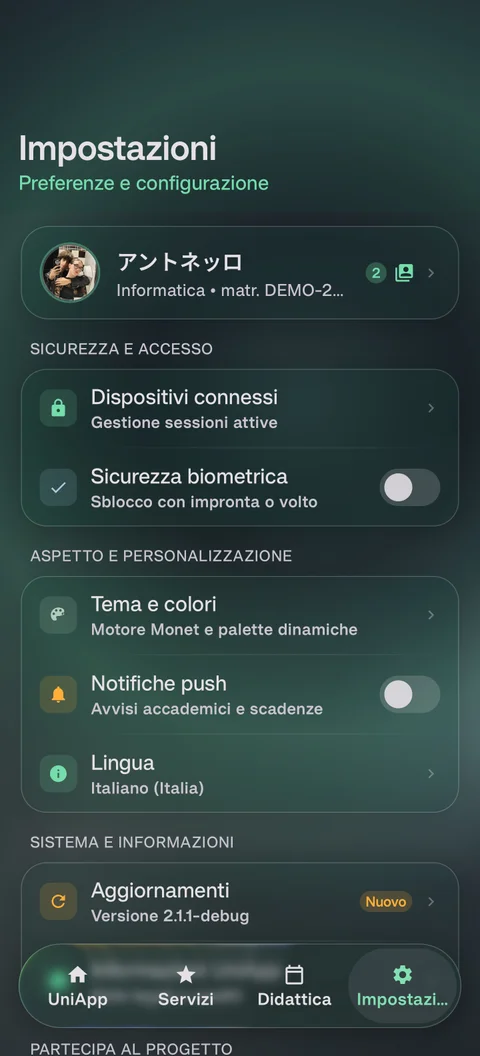 Impostazioni
Preferenze e configurazione
アントネッロ
2
Informatica • matr. DEMO-2...
SICUREZZA E ACCESSO
Dispositivi connessi
Gestione sessioni attive
Sicurezza biometrica
Sblocco con impronta o volto
ASPETTO E PERSONALIZZAZIONE
Tema e colori
Motore Monet e palette dinamiche
Notifiche push
Avvisi accademici e scadenze
Lingua
Italiano (Italia)
SISTEMA E INFORMAZIONI
Aggiornamenti
Nuovo
Versione 2.1.1-debug
UniApp
Servizi
Didattica
Impostazi...
PARTECIPA AL PROGETTO